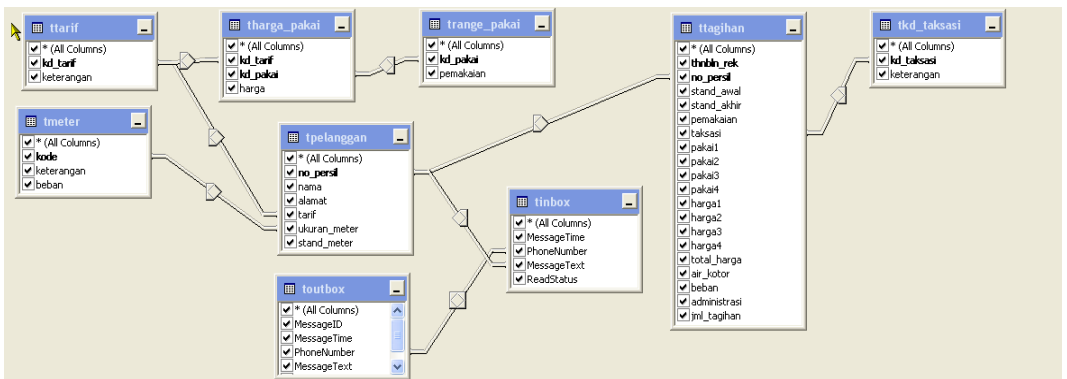 ttarif
* (All Columns)
kd_tarif
keterangan
tharga_pakai
* (All Columns)
kd_tarif
kd_pakai
harga
trange_pakai
* (All Columns)
kd_pakai
pemakaian
ttagihan
* (All Columns)
thnbln_rek
no_persil
stand_awal
stand_akhir
pemakaian
taksasi
pakai1
pakai2
pakai3
pakai4
harga1
harga2
harga3
harga4
total_harga
air_kotor
beban
administrasi
jml_tagihan
tkd_taksasi
* (All Columns)
kd_taksasi
keterangan
tmeter
* (All Columns)
kode
keterangan
beban
tpelanggan
* (All Columns)
no_persil
nama
alamat
tarif
ukuran_meter
stand_meter
tinbox
* (All Columns)
MessageTime
PhoneNumber
MessageText
ReadStatus
toutbox
* (All Columns)
MessageID
MessageTime
PhoneNumber
MessageText